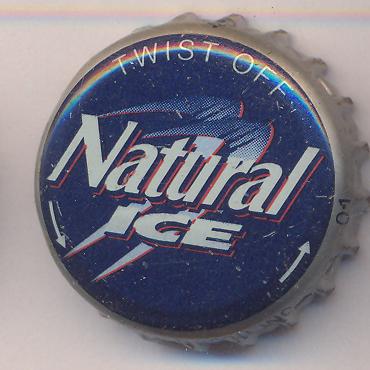 TWIST OFF
Natural
ICE
01